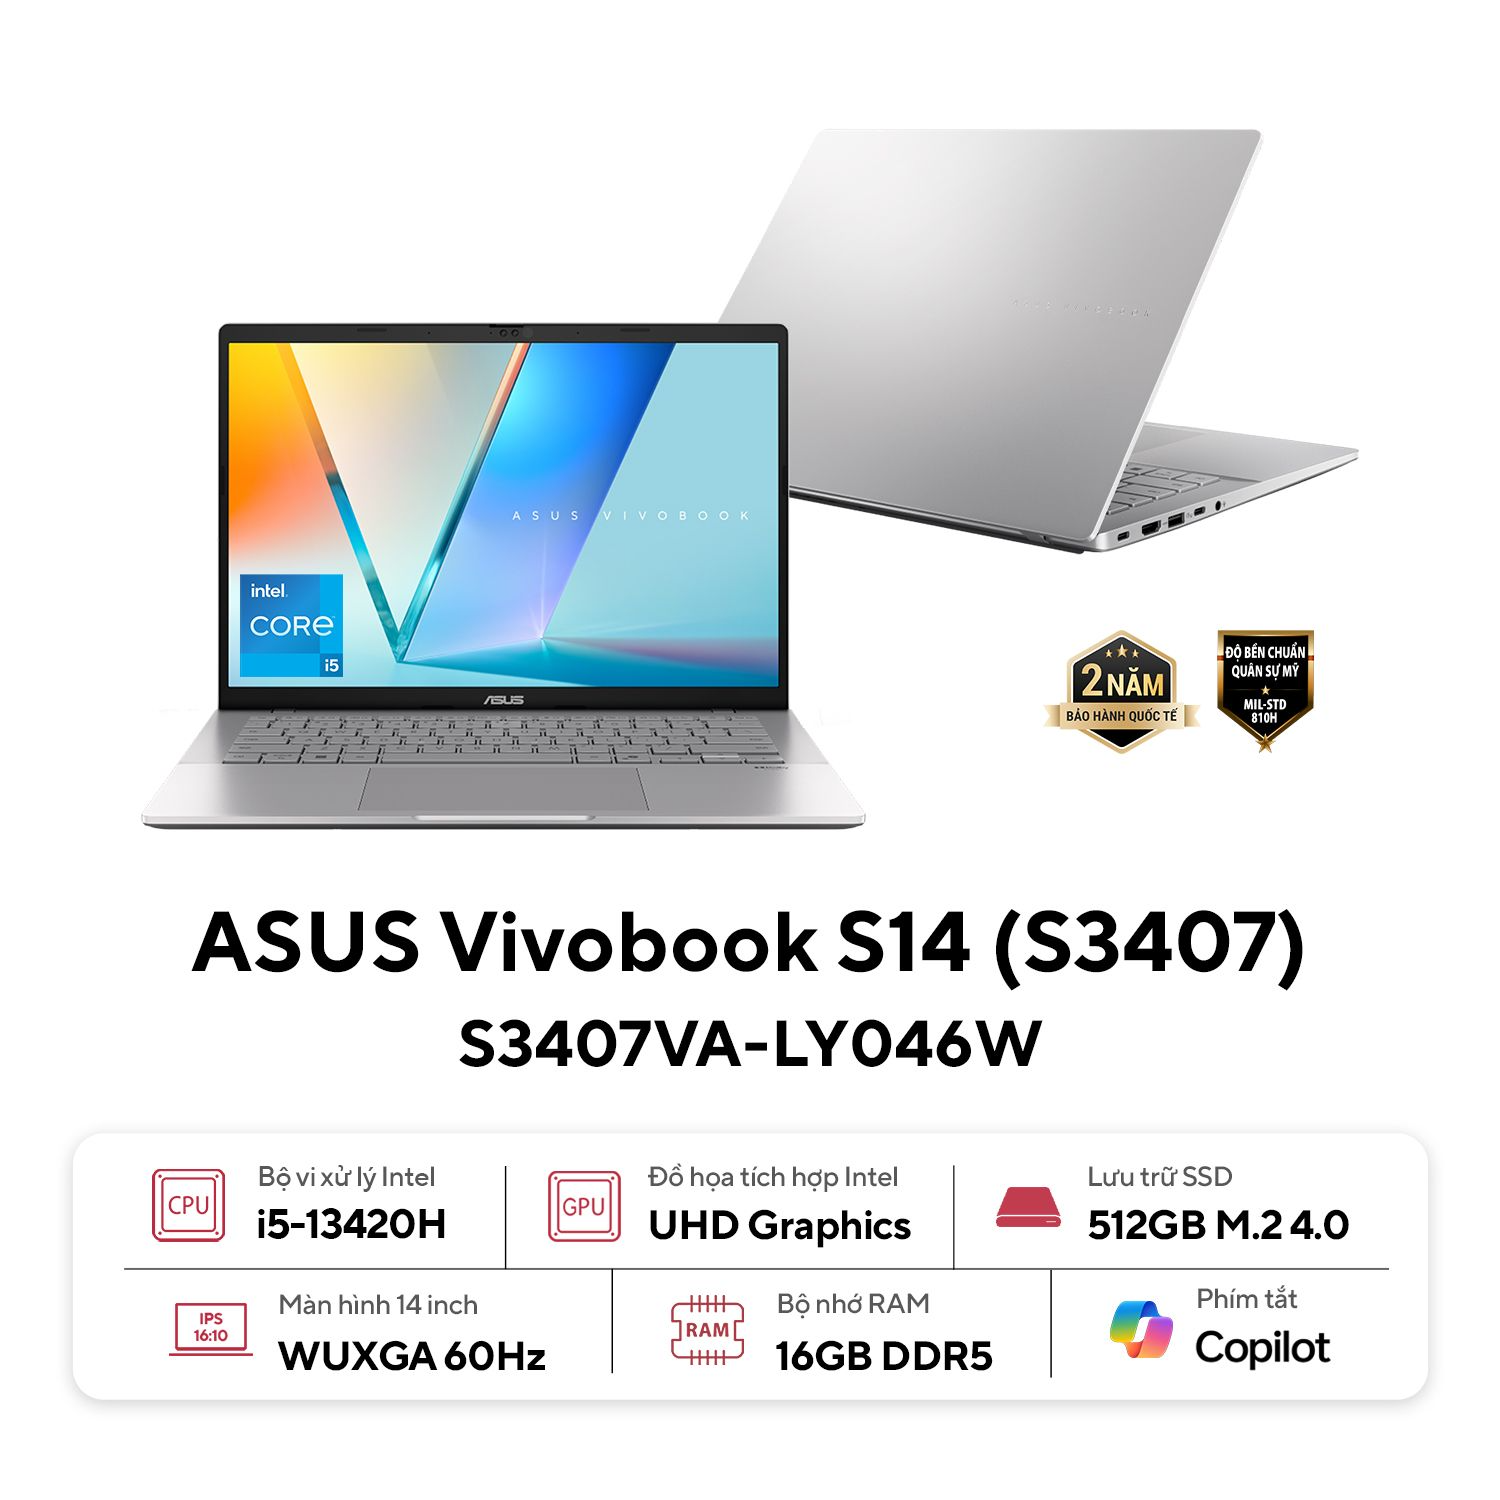 ASUS VIVOBOOK
ASUS VIVOBOOK
intel.
CORE
i5
ASUS
2 NĂM
BẢO HÀNH QUỐC TẾ
ĐỘ BỀN CHUẨN
QUÂN SỰ MỸ
MIL-STD
810H
ASUS Vivobook S14 (S3407)
S3407VA-LY046W
CPU
Bộ vi xử lý Intel
i5-13420H
GPU
Đồ họa tích hợp Intel
UHD Graphics
Lưu trữ SSD
512GB M.2 4.0
IPS
16:10
Màn hình 14 inch
WUXGA 60Hz
RAM
Bộ nhớ RAM
16GB DDR5
Phím tắt
Copilot